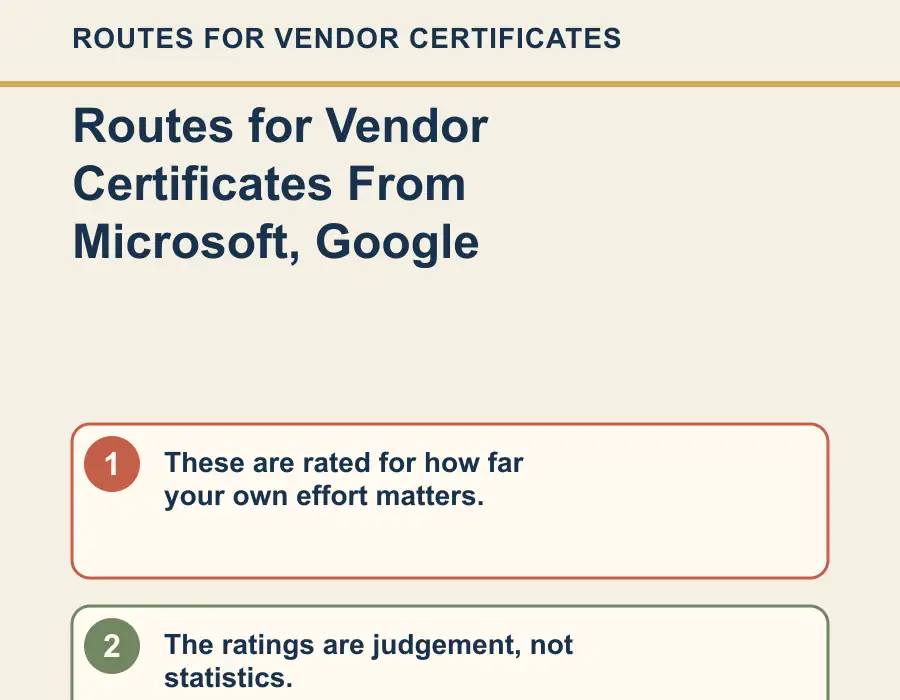 ROUTES FOR VENDOR CERTIFICATES
Routes for Vendor
Certificates From
Microsoft, Google
1
These are rated for how far
your own effort matters.
2
The ratings are judgement, not
statistics.